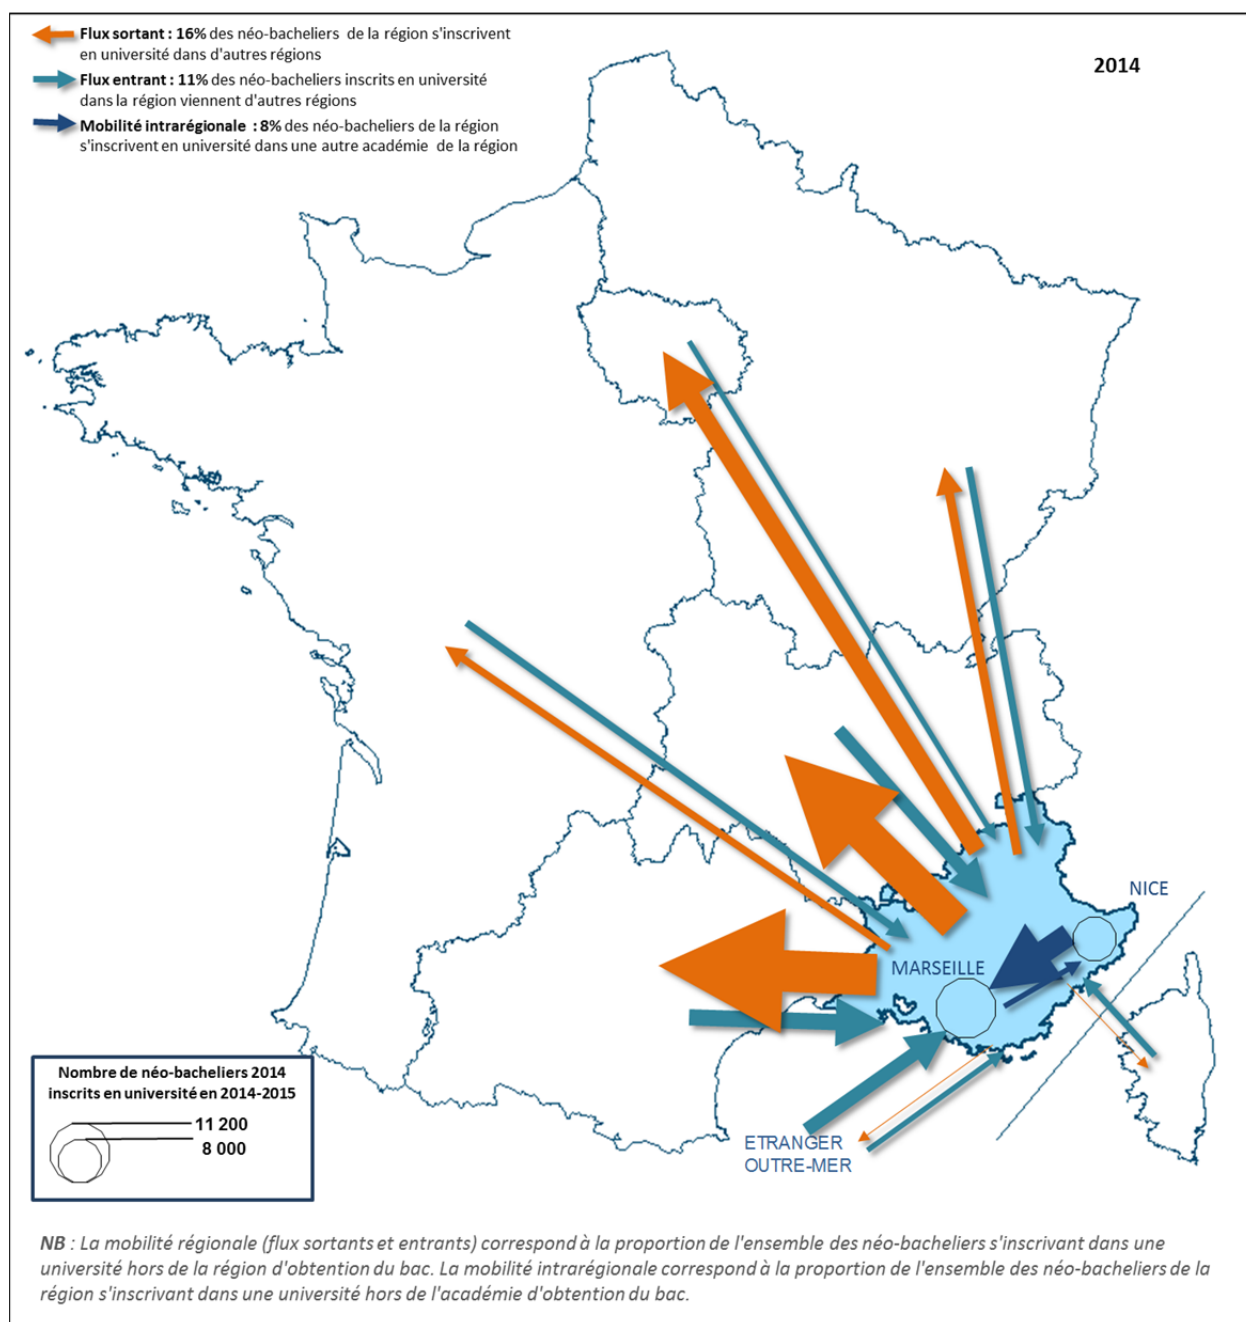 Flux sortant : 16% des néo-bacheliers de la région s'inscrivent
en université dans d'autres régions
Flux entrant : 11% des néo-bacheliers inscrits en université
dans la région viennent d'autres régions
Mobilité intrarégionale : 8% des néo-bacheliers de la région
s'inscrivent en université dans une autre académie de la région
2014
NICE
MARSEILLE
ETRANGER
OUTRE-MER
Nombre de néo-bacheliers 2014
inscrits en université en 2014-2015
11 200
8 000
NB : La mobilité régionale (flux sortants et entrants) correspond à la proportion de l'ensemble des néo-bacheliers s'inscrivant dans une
université hors de la région d'obtention du bac. La mobilité intrarégionale correspond à la proportion de l'ensemble des néo-bacheliers de la
région s'inscrivant dans une université hors de l'académie d'obtention du bac.